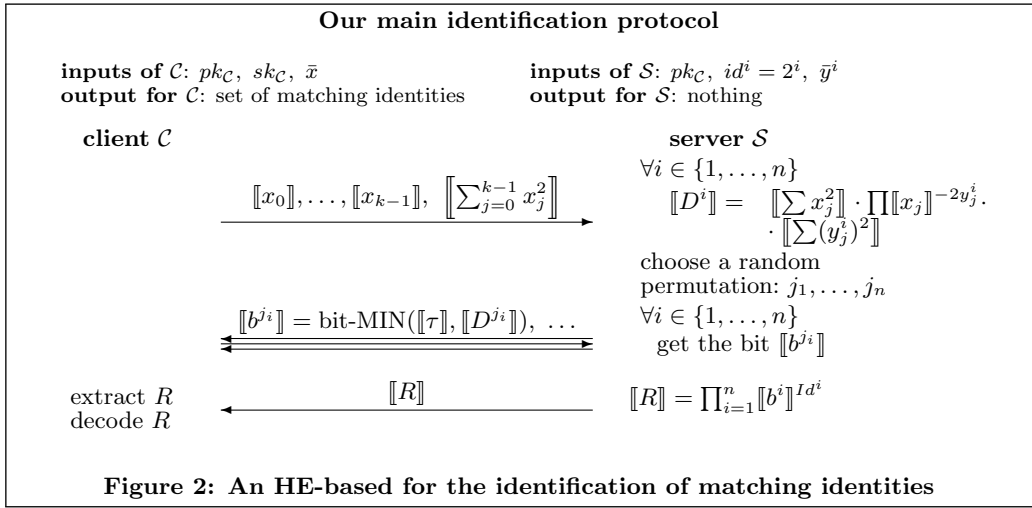 Our main identification protocol
inputs of 𝒞: pk_𝒞, sk_𝒞, x̄
output for 𝒞: set of matching identities
inputs of 𝒮: pk_𝒞, id^i = 2^i, ȳ^i
output for 𝒮: nothing
client 𝒞
server 𝒮
∀i ∈ {1, . . . , n}
⟦x_0⟧, . . . , ⟦x_{k−1}⟧, ⟦∑_{j=0}^{k−1} x_j^2⟧
⟦D^i⟧ = ⟦∑ x_j^2⟧ · ∏⟦x_j⟧^{−2y_j^i} ·
· ⟦∑(y_j^i)^2⟧
choose a random
permutation: j_1, . . . , j_n
⟦b^{j_i}⟧ = bit-MIN(⟦τ⟧, ⟦D^{j_i}⟧), . . .
∀i ∈ {1, . . . , n}
get the bit ⟦b^{j_i}⟧
extract R
decode R
⟦R⟧
⟦R⟧ = ∏_{i=1}^{n} ⟦b^i⟧^{Id^i}
Figure 2: An HE-based for the identification of matching identities